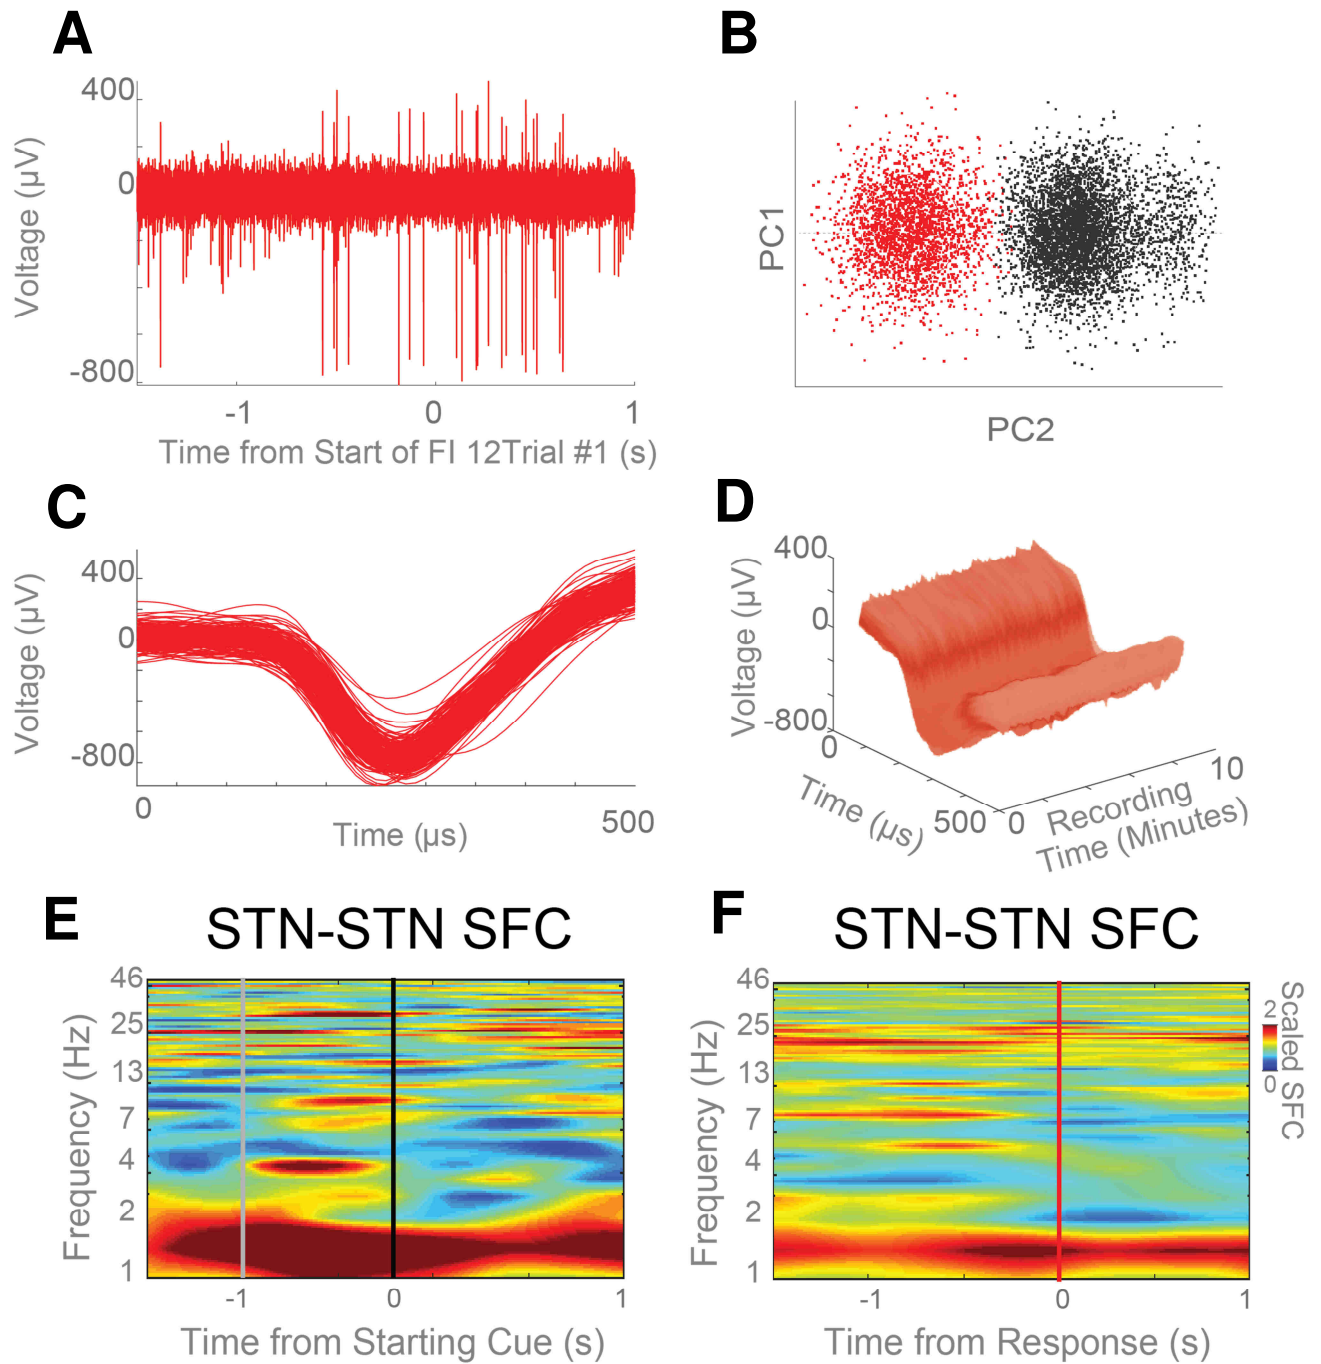 A
400
0
-800
Voltage (µV)
-1
0
1
Time from Start of FI 12Trial #1 (s)
B
PC1
PC2
C
400
0
-800
Voltage (µV)
0
500
Time (µs)
D
400
0
-800
Voltage (µV)
0
500
Time (µs)
0
10
Recording
Time (Minutes)
E
STN-STN SFC
46
25
13
7
4
2
1
Frequency (Hz)
-1
0
1
Time from Starting Cue (s)
F
STN-STN SFC
46
25
13
7
4
2
1
Frequency (Hz)
-1
0
1
Time from Response (s)
2
0
Scaled SFC